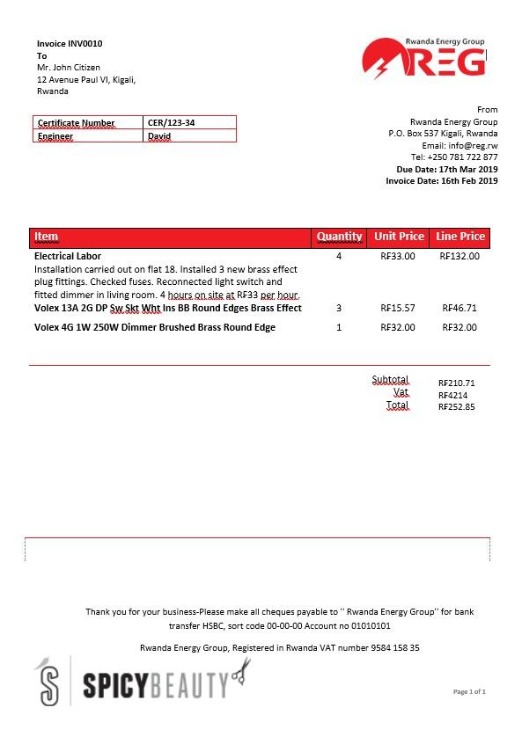 Invoice INV0010
To
Mr. John Citizen
12 Avenue Paul VI, Kigali,
Rwanda
Rwanda Energy Group
REG
Certificate Number CER/123-34
Engineer David
From
Rwanda Energy Group
P.O. Box 537 Kigali, Rwanda
Email: info@reg.rw
Tel: +250 781 722 877
Due Date: 17th Mar 2019
Invoice Date: 16th Feb 2019
Item Quantity Unit Price Line Price
Electrical Labor 4 RF33.00 RF132.00
Installation carried out on flat 18. Installed 3 new brass effect
plug fittings. Checked fuses. Reconnected light switch and
fitted dimmer in living room. 4 hours on site at RF33 per hour.
Volex 13A 2G DP Sw Skt Wht Ins BB Round Edges Brass Effect 3 RF15.57 RF46.71
Volex 4G 1W 250W Dimmer Brushed Brass Round Edge 1 RF32.00 RF32.00
Subtotal RF210.71
Vat RF4214
Total RF252.85
Thank you for your business-Please make all cheques payable to " Rwanda Energy Group" for bank
transfer HSBC, sort code 00-00-00 Account no 01010101
Rwanda Energy Group, Registered in Rwanda VAT number 9584 158 35
S SPICYBEAUTY
Page 1 of 1